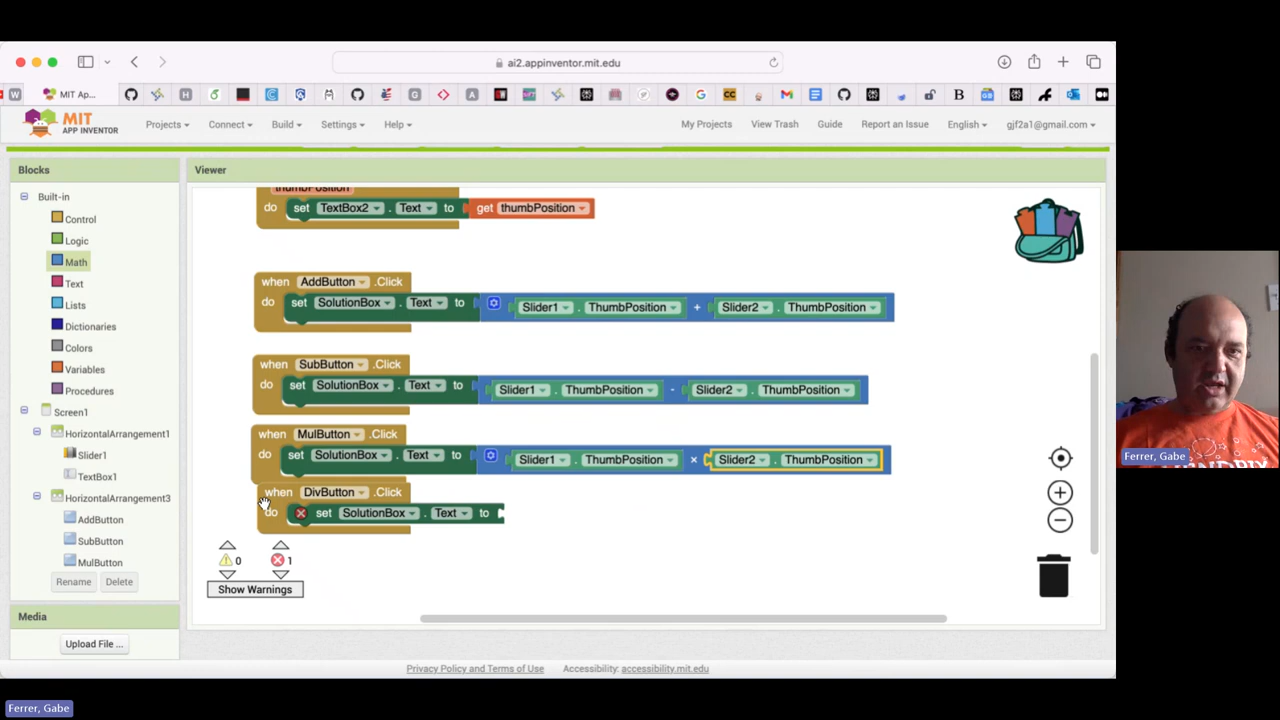 ai2.appinventor.mit.edu
W
MIT Ap...
H
G
A
G
CC
B
MIT
APP INVENTOR
Projects
Connect
Build
Settings
Help
My Projects
View Trash
Guide
Report an Issue
English
gjf2a1@gmail.com
Blocks
Viewer
Built-in
Control
Logic
Math
Text
Lists
Dictionaries
Colors
Variables
Procedures
Screen1
HorizontalArrangement1
Slider1
TextBox1
HorizontalArrangement3
AddButton
SubButton
MulButton
Rename
Delete
Media
Upload File ...
thumbPosition
do set TextBox2 . Text to get thumbPosition
when AddButton .Click
do set SolutionBox . Text to Slider1 . ThumbPosition + Slider2 . ThumbPosition
when SubButton .Click
do set SolutionBox . Text to Slider1 . ThumbPosition - Slider2 . ThumbPosition
when MulButton .Click
do set SolutionBox . Text to Slider1 . ThumbPosition × Slider2 . ThumbPosition
when DivButton .Click
do set SolutionBox . Text to
0 1
Show Warnings
Privacy Policy and Terms of Use Accessibility: accessibility.mit.edu
Ferrer, Gabe
Ferrer, Gabe